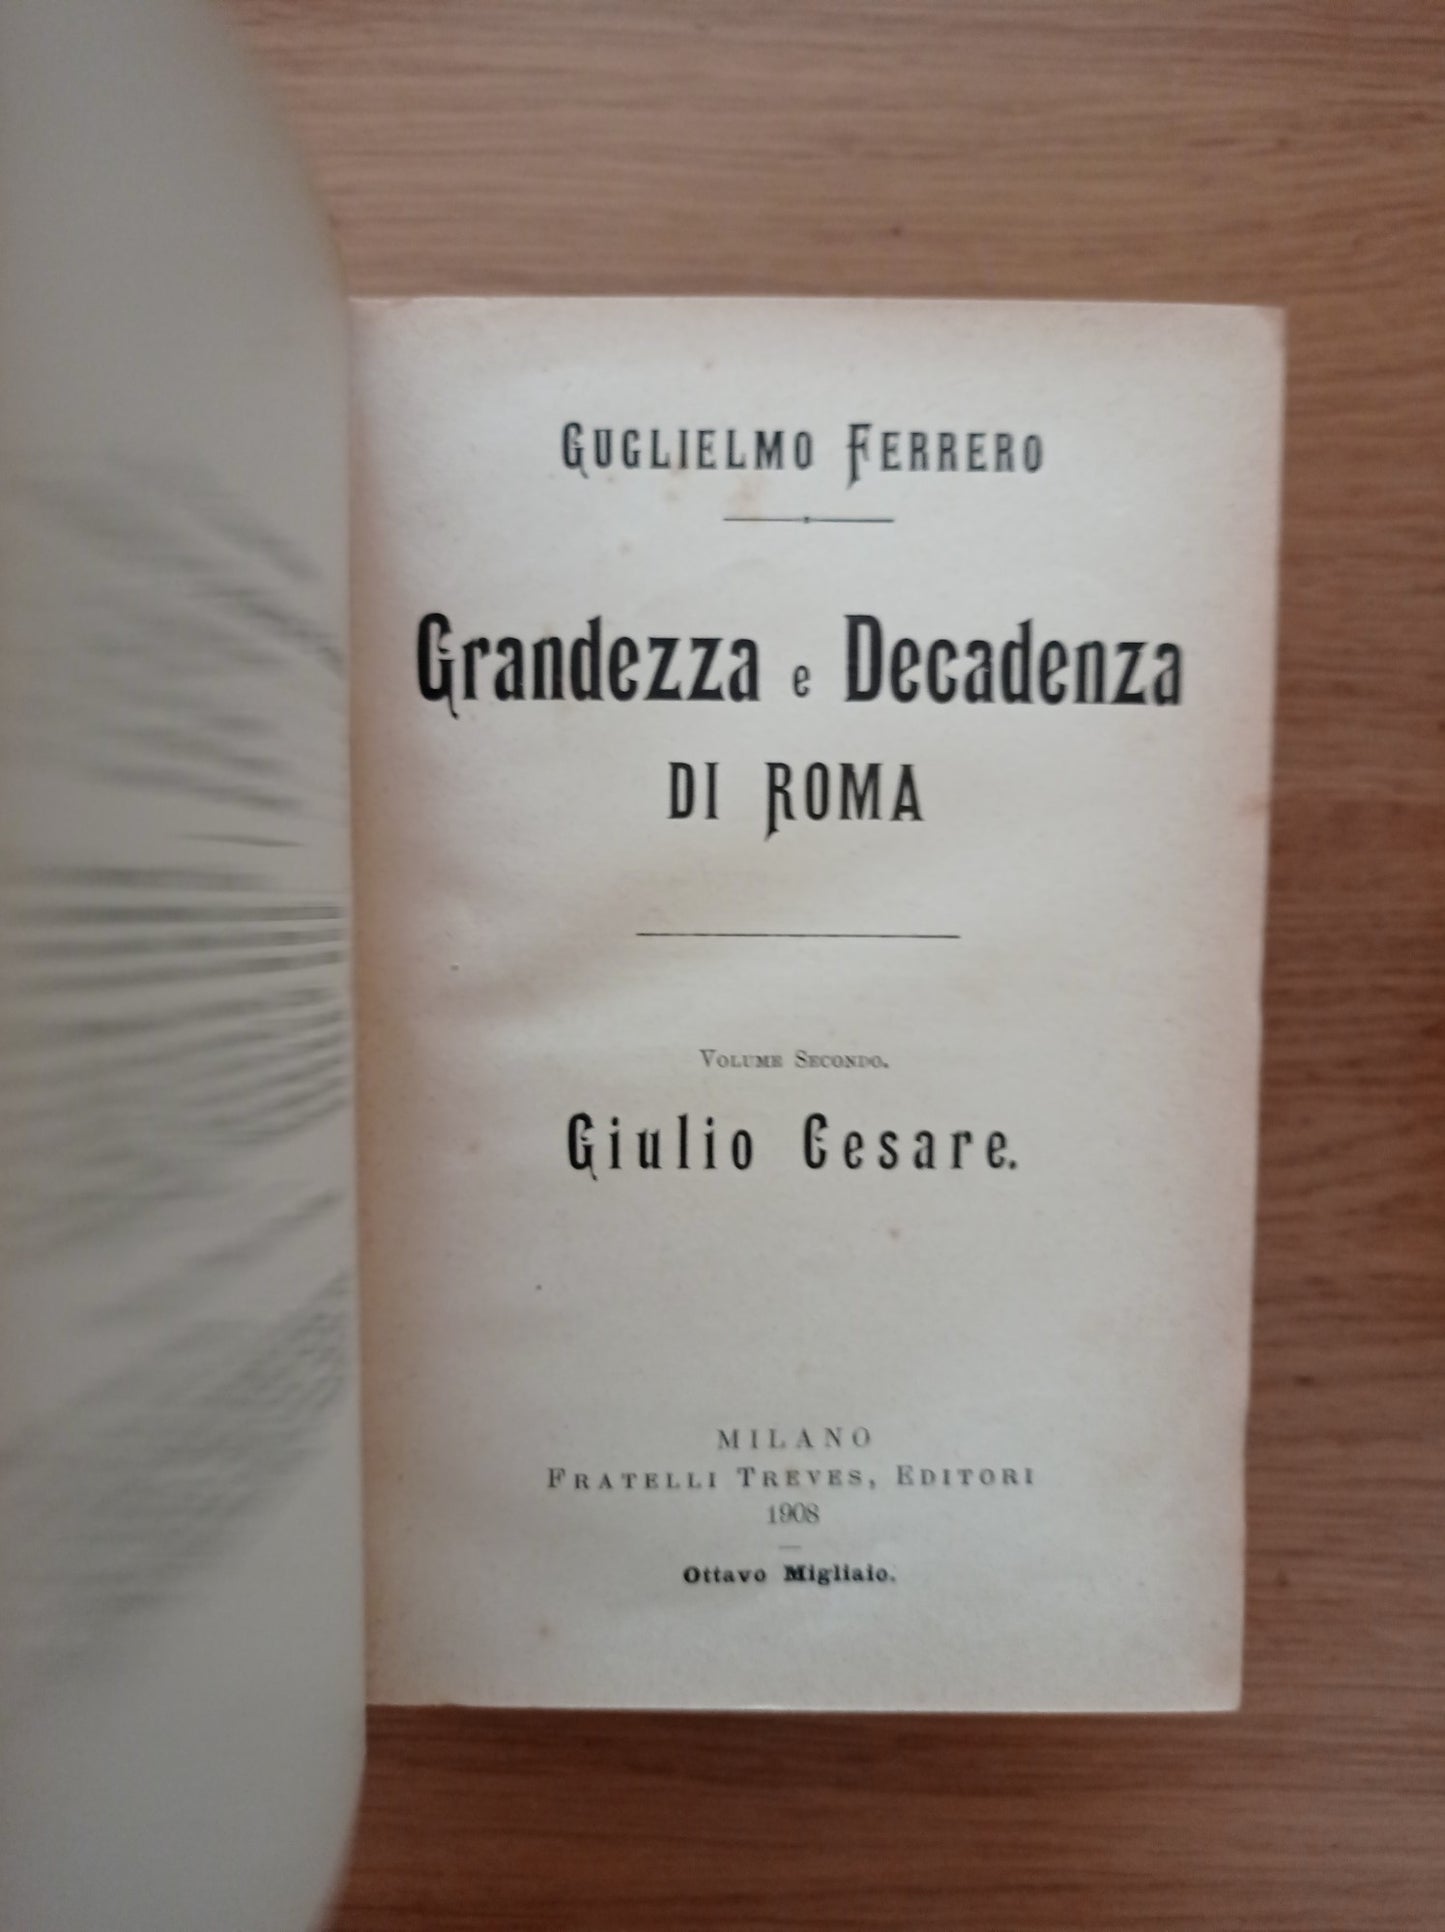 GUGLIELMO FERRERO
Grandezza e Decadenza
DI ROMA
VOLUME SECONDO.
Giulio Cesare.
MILANO
FRATELLI TREVES, EDITORI
1908
Ottavo Migliaio.